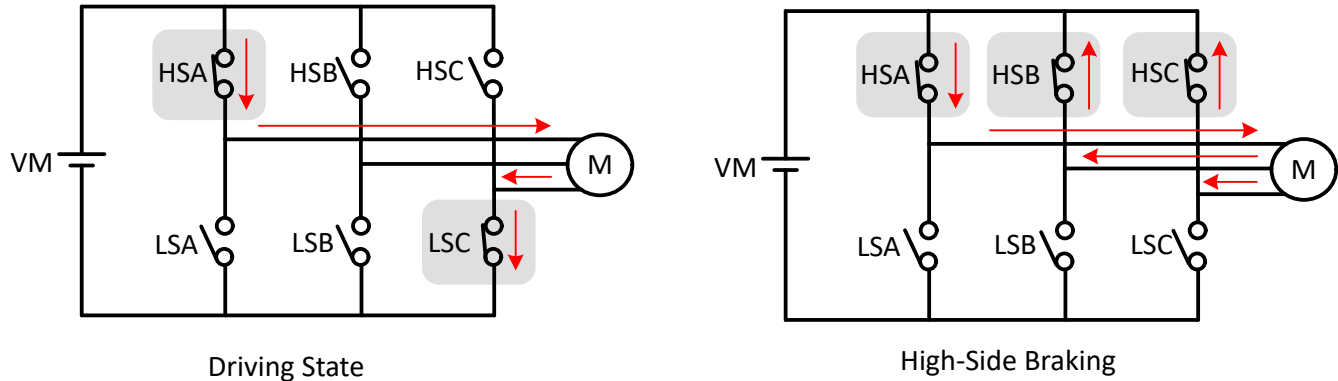 HSA HSB HSC
VM M
LSA LSB LSC
Driving State
HSA HSB HSC
VM M
LSA LSB LSC
High-Side Braking